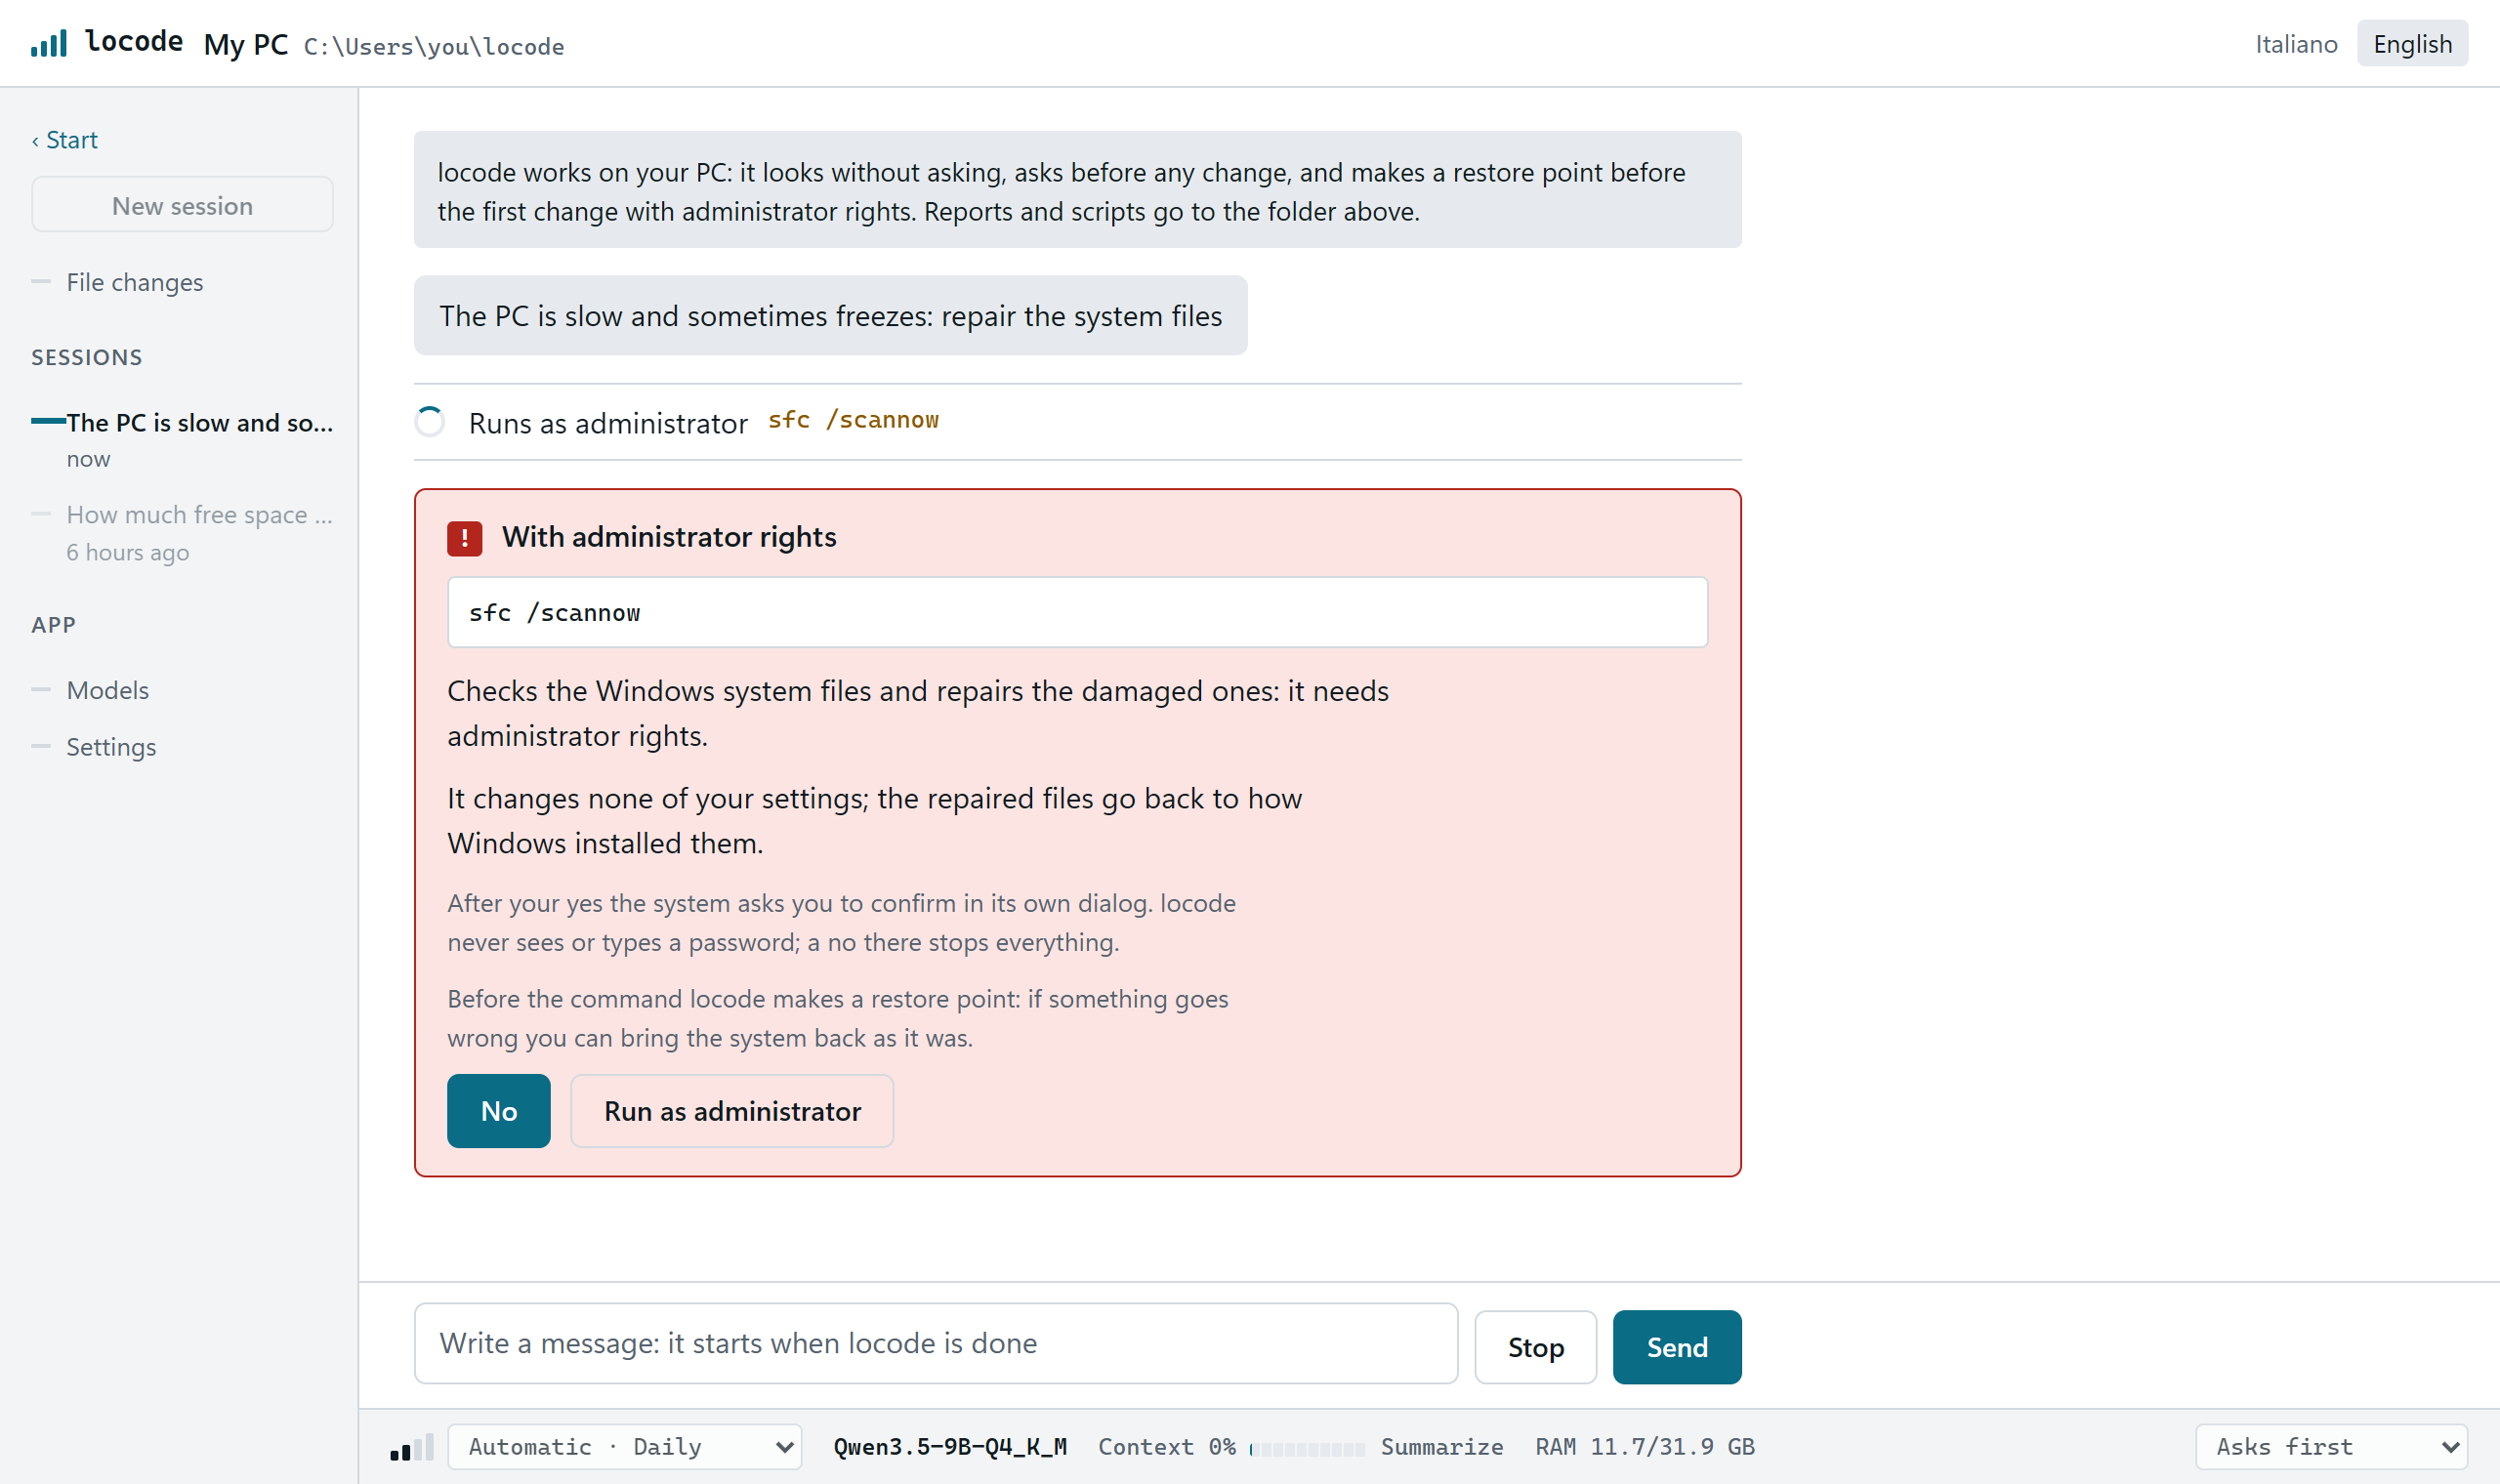 locode My PC C:\Users\you\locode
Italiano English
‹ Start
New session
File changes
SESSIONS
The PC is slow and so...
now
How much free space ...
6 hours ago
APP
Models
Settings
locode works on your PC: it looks without asking, asks before any change, and makes a restore point before
the first change with administrator rights. Reports and scripts go to the folder above.
The PC is slow and sometimes freezes: repair the system files
Runs as administrator sfc /scannow
! With administrator rights
sfc /scannow
Checks the Windows system files and repairs the damaged ones: it needs
administrator rights.
It changes none of your settings; the repaired files go back to how
Windows installed them.
After your yes the system asks you to confirm in its own dialog. locode
never sees or types a password; a no there stops everything.
Before the command locode makes a restore point: if something goes
wrong you can bring the system back as it was.
No Run as administrator
Write a message: it starts when locode is done
Stop Send
Automatic · Daily Qwen3.5-9B-Q4_K_M Context 0% Summarize RAM 11.7/31.9 GB Asks first